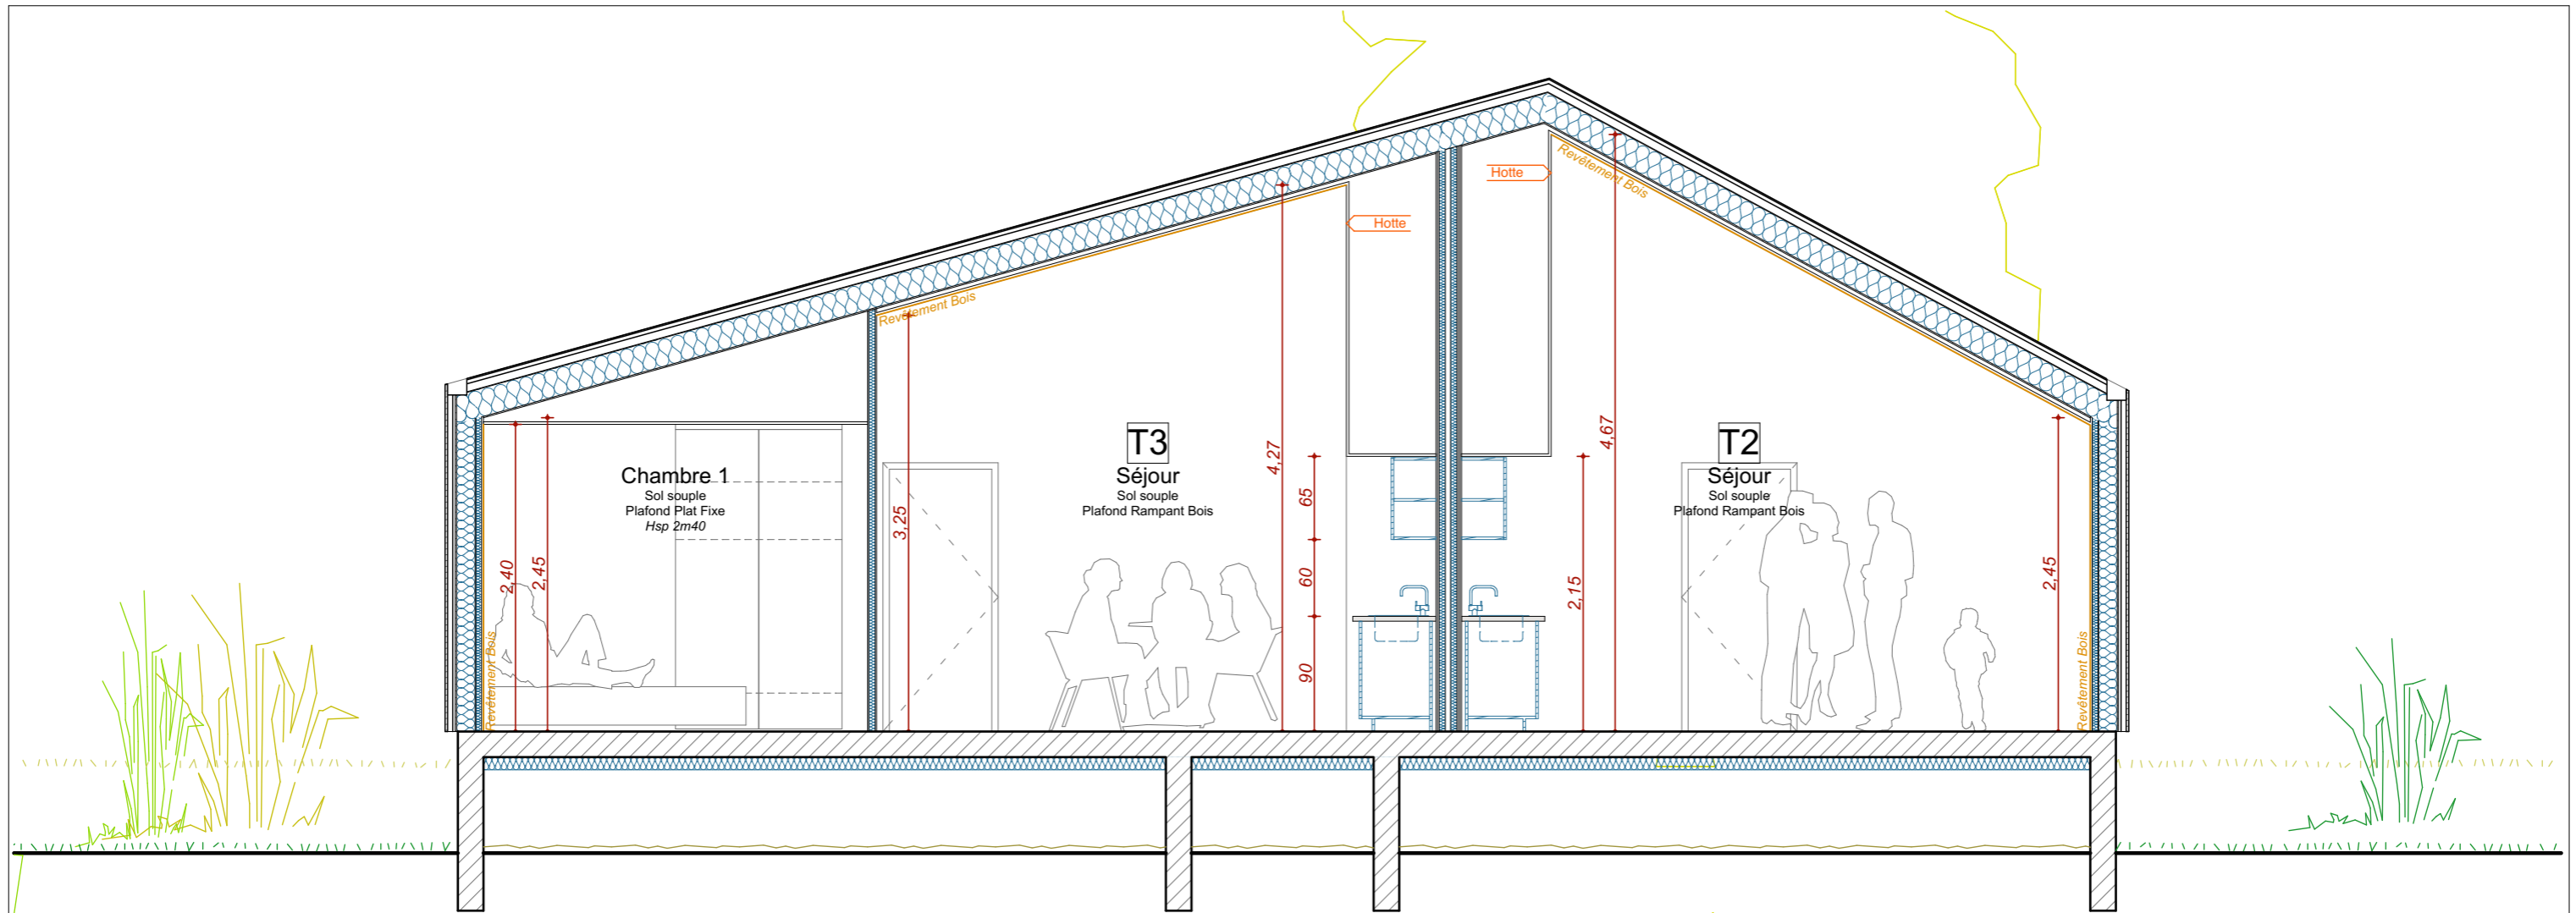 Hotte
Revêtement Bois
Hotte
Revêtement Bois
T3
Séjour
Sol souple
Plafond Rampant Bois
T2
Séjour
Sol souple
Plafond Rampant Bois
Chambre 1
Sol souple
Plafond Plat Fixe
Hsp 2m40
2,40
2,45
3,25
4,27
65
60
90
2,15
4,67
2,45
Revêtement Bois
Revêtement Bois